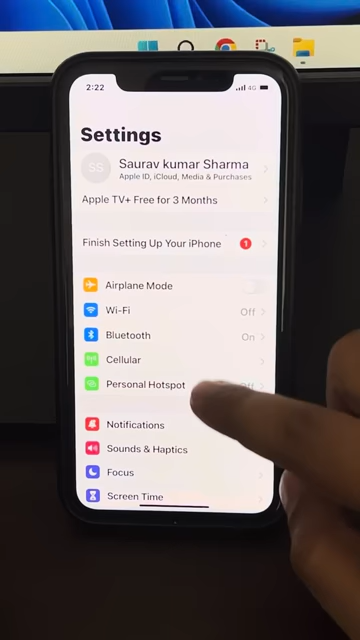 2:22
4G
Settings
SS
Saurav kumar Sharma
Apple ID, iCloud, Media & Purchases
Apple TV+ Free for 3 Months
Finish Setting Up Your iPhone 1
Airplane Mode
Wi-Fi Off
Bluetooth On
Cellular
Personal Hotspot Off
Notifications
Sounds & Haptics
Focus
Screen Time